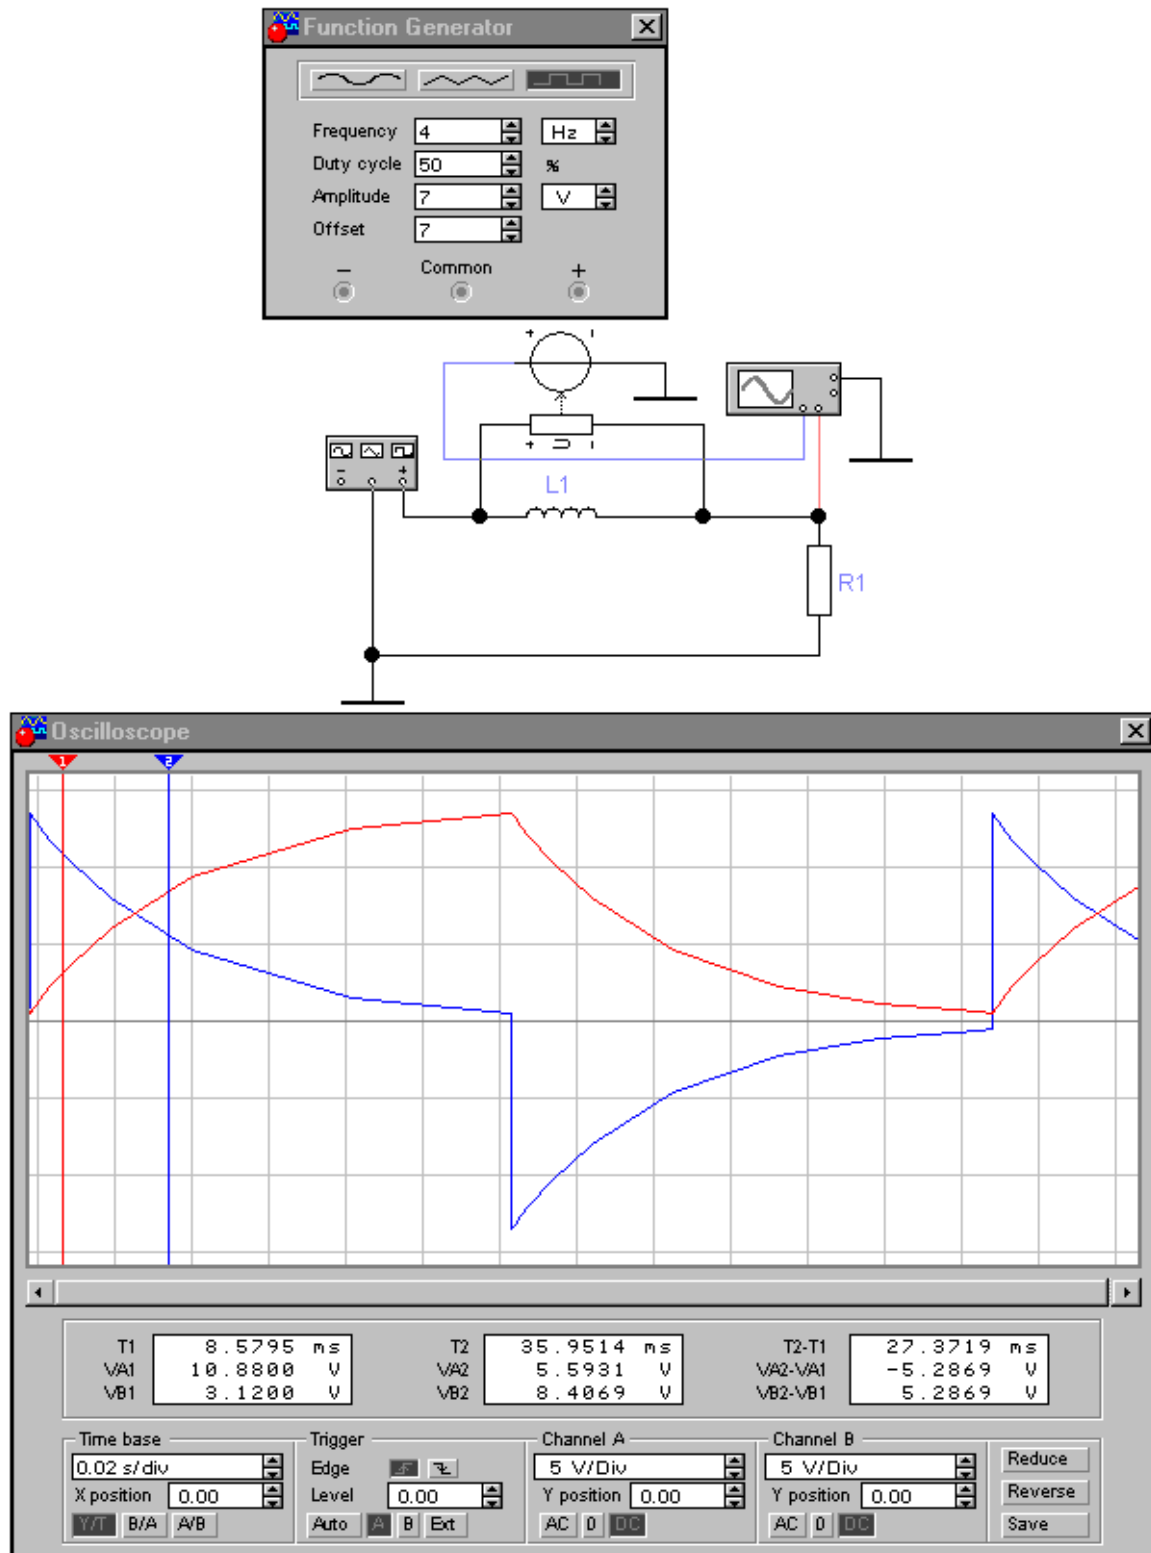 Function Generator
Frequency 4 Hz
Duty cycle 50 %
Amplitude 7 V
Offset 7
− Common +
+ −
+ U −
− +
L1
R1
Oscilloscope
1 2
T1 8.5795 ms T2 35.9514 ms T2-T1 27.3719 ms
VA1 10.8800 V VA2 5.5931 V VA2-VA1 -5.2869 V
VB1 3.1200 V VB2 8.4069 V VB2-VB1 5.2869 V
Time base Trigger Channel A Channel B
0.02 s/div Edge 5 V/Div 5 V/Div Reduce
X position 0.00 Level 0.00 Y position 0.00 Y position 0.00 Reverse
Y/T B/A A/B Auto A B Ext AC 0 DC AC 0 DC Save